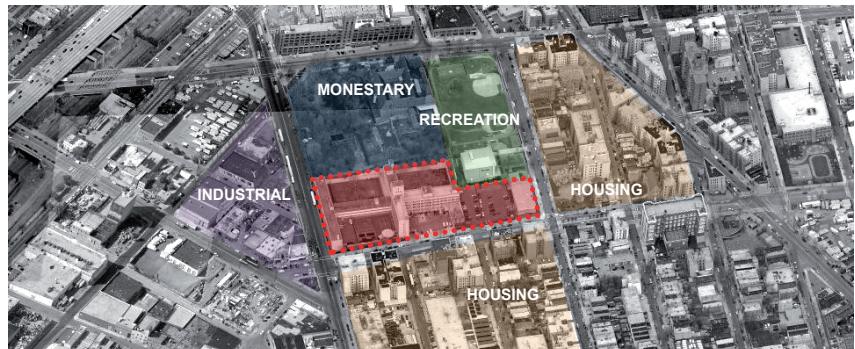 MONESTARY
RECREATION
INDUSTRIAL
HOUSING
HOUSING